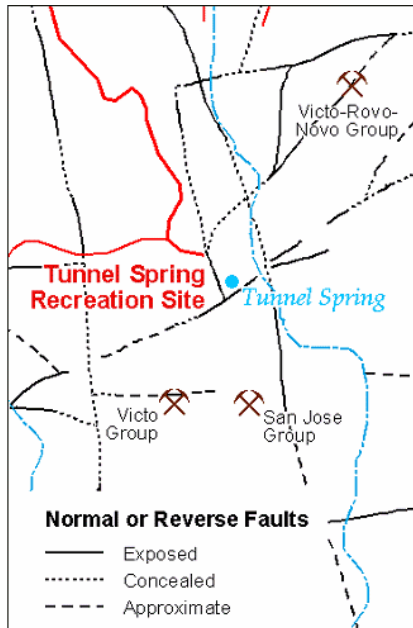 Victo-Rovo-
Novo Group
Tunnel Spring
Recreation Site
Tunnel Spring
Victo
Group
San Jose
Group
Normal or Reverse Faults
Exposed
Concealed
Approximate